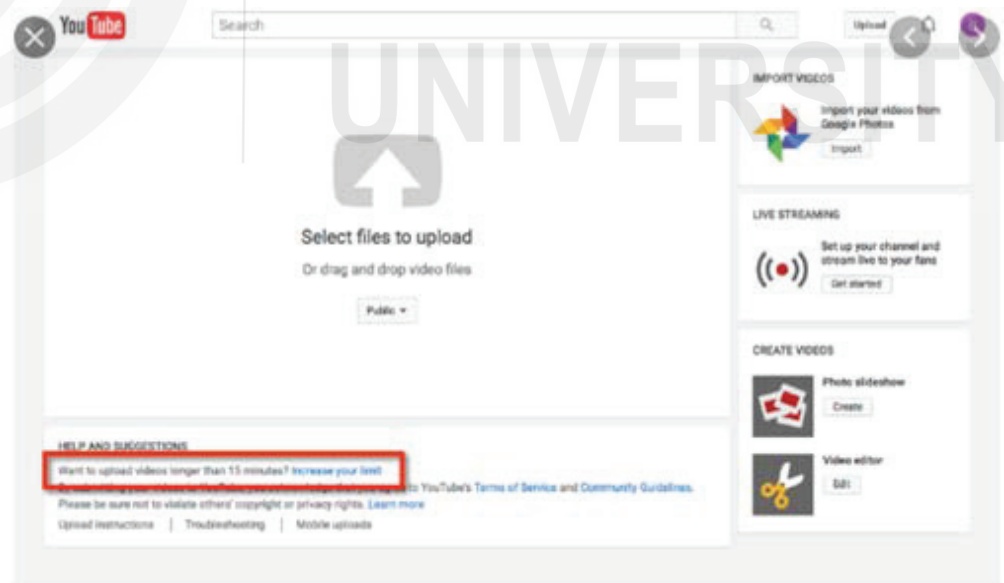 You Tube
Search
Upload
UNIVERSITY
IMPORT VIDEOS
Import your videos from
Google Photos
Import
Select files to upload
Or drag and drop video files
Public
LIVE STREAMING
Set up your channel and
stream live to your fans
Get started
CREATE VIDEOS
Photo slideshow
Create
Video editor
Edit
HELP AND SUGGESTIONS
Want to upload videos longer than 15 minutes? Increase your limit
to YouTube's Terms of Service and Community Guidelines.
Please be sure not to violate others' copyright or privacy rights. Learn more
Upload instructions | Troubleshooting | Mobile uploads